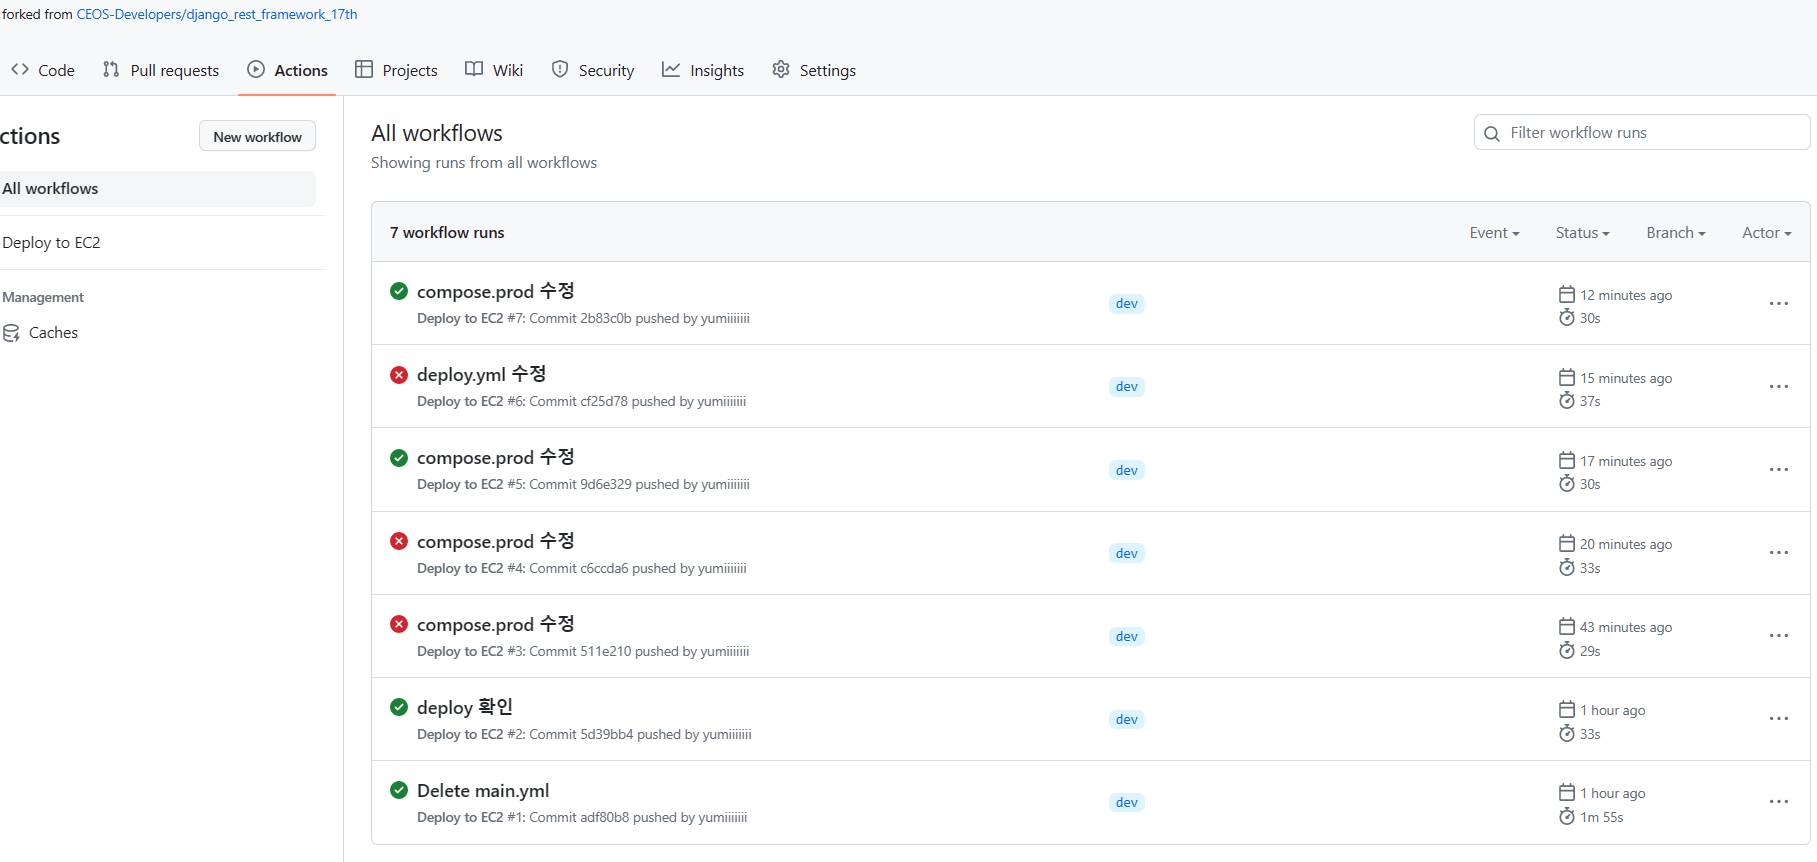 forked from CEOS-Developers/django_rest_framework_17th
Code Pull requests Actions Projects Wiki Security Insights Settings
ctions
New workflow
All workflows
Deploy to EC2
Management
Caches
All workflows
Showing runs from all workflows
Filter workflow runs
7 workflow runs
Event Status Branch Actor
compose.prod 수정
Deploy to EC2 #7: Commit 2b83c0b pushed by yumiiiiiii
dev
12 minutes ago
30s
deploy.yml 수정
Deploy to EC2 #6: Commit cf25d78 pushed by yumiiiiiii
dev
15 minutes ago
37s
compose.prod 수정
Deploy to EC2 #5: Commit 9d6e329 pushed by yumiiiiiii
dev
17 minutes ago
30s
compose.prod 수정
Deploy to EC2 #4: Commit c6ccda6 pushed by yumiiiiiii
dev
20 minutes ago
33s
compose.prod 수정
Deploy to EC2 #3: Commit 511e210 pushed by yumiiiiiii
dev
43 minutes ago
29s
deploy 확인
Deploy to EC2 #2: Commit 5d39bb4 pushed by yumiiiiiii
dev
1 hour ago
33s
Delete main.yml
Deploy to EC2 #1: Commit adf80b8 pushed by yumiiiiiii
dev
1 hour ago
1m 55s